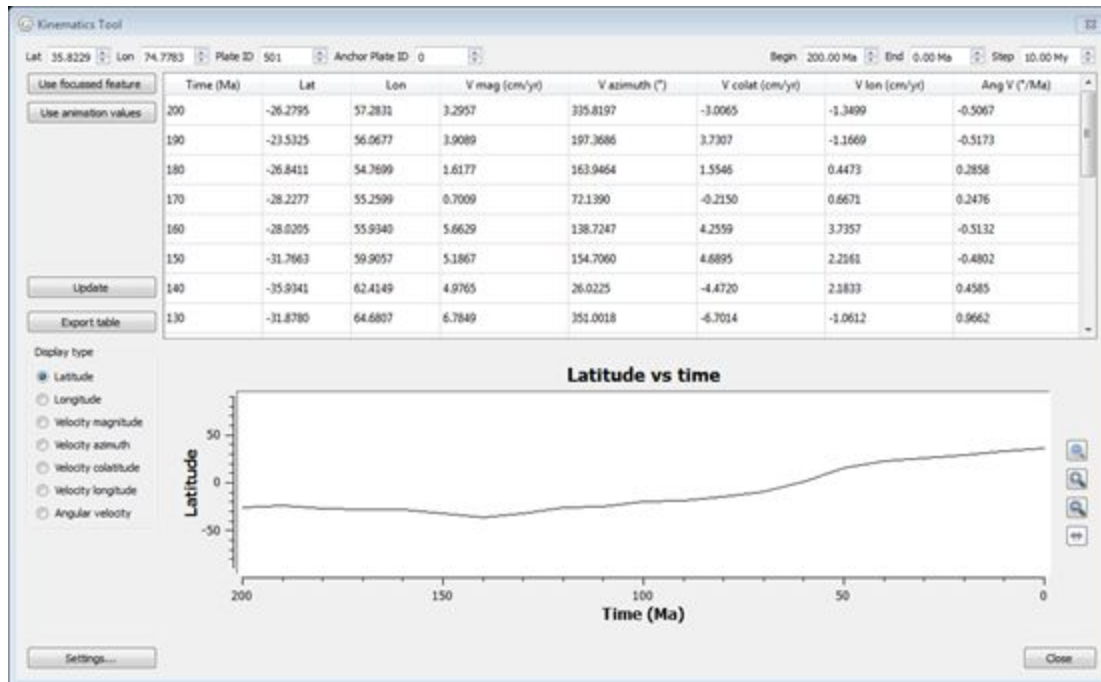 Kinematics Tool
Lat 35.8229 Lon 74.7783 Plate ID 501 Anchor Plate ID 0 Begin 200.00 Ma End 0.00 Ma Step 10.00 My
Use focussed feature
Use animation values
Update
Export table
Time (Ma) Lat Lon V mag (cm/yr) V azimuth (°) V colat (cm/yr) V lon (cm/yr) Ang V (°/Ma)
200 -26.2795 57.2831 3.2957 335.8197 -3.0065 -1.3499 -0.5067
190 -23.5325 56.0677 3.9089 197.3686 3.7307 -1.1669 -0.5173
180 -26.8411 54.7699 1.6177 163.9464 1.5546 0.4473 0.2858
170 -28.2277 55.2599 0.7009 72.1390 -0.2150 0.6671 0.2476
160 -28.0205 55.9340 5.6629 138.7247 4.2559 3.7357 -0.5132
150 -31.7663 59.9057 5.1867 154.7060 4.6895 2.2161 -0.4802
140 -35.9341 62.4149 4.9765 26.0225 -4.4720 2.1833 0.4585
130 -31.8780 64.6807 6.7849 351.0018 -6.7014 -1.0612 0.9662
Display type
Latitude
Longitude
Velocity magnitude
Velocity azimuth
Velocity colatitude
Velocity longitude
Angular velocity
Latitude vs time
Latitude
50
0
-50
200 150 100 50 0
Time (Ma)
Settings...
Close